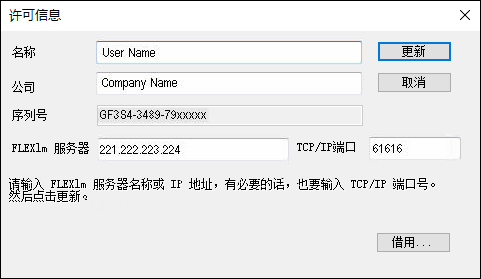 许可信息
名称 User Name 更新
公司 Company Name 取消
序列号 GF3S4-3489-79xxxxx
FLEXlm 服务器 221.222.223.224 TCP/IP端口 61616
请输入 FLEXlm 服务器名称或 IP 地址，有必要的话，也要输入 TCP/IP 端口号。
然后点击更新。
借用...